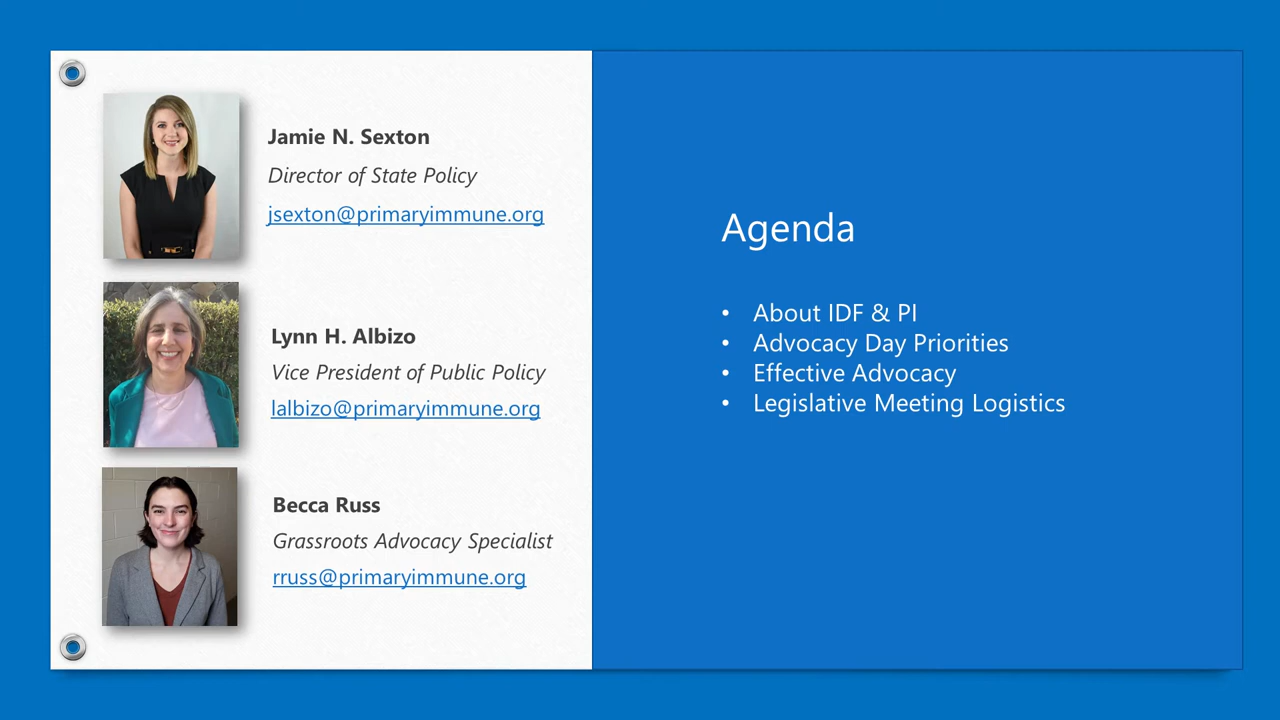 Jamie N. Sexton
Director of State Policy
jsexton@primaryimmune.org
Lynn H. Albizo
Vice President of Public Policy
lalbizo@primaryimmune.org
Becca Russ
Grassroots Advocacy Specialist
rruss@primaryimmune.org
Agenda
• About IDF & PI
• Advocacy Day Priorities
• Effective Advocacy
• Legislative Meeting Logistics